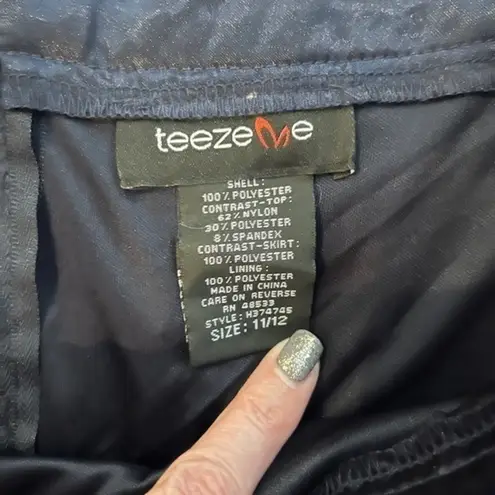 teezeme
SHELL:
100% POLYESTER
CONTRAST-TOP:
62% NYLON
30% POLYESTER
8% SPANDEX
CONTRAST-SKIRT:
100% POLYESTER
LINING:
100% POLYESTER
MADE IN CHINA
CARE ON REVERSE
RN 48533
STYLE: H374745
SIZE: 11/12